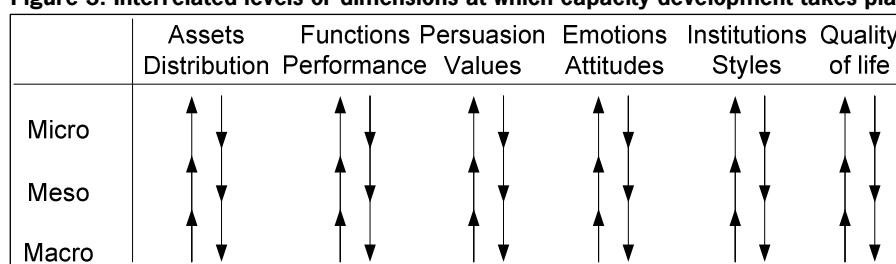 Figure 3. Interrelated levels or dimensions at which capacity development takes pla
Assets Functions Persuasion Emotions Institutions Quality
Distribution Performance Values Attitudes Styles of life
Micro
Meso
Macro